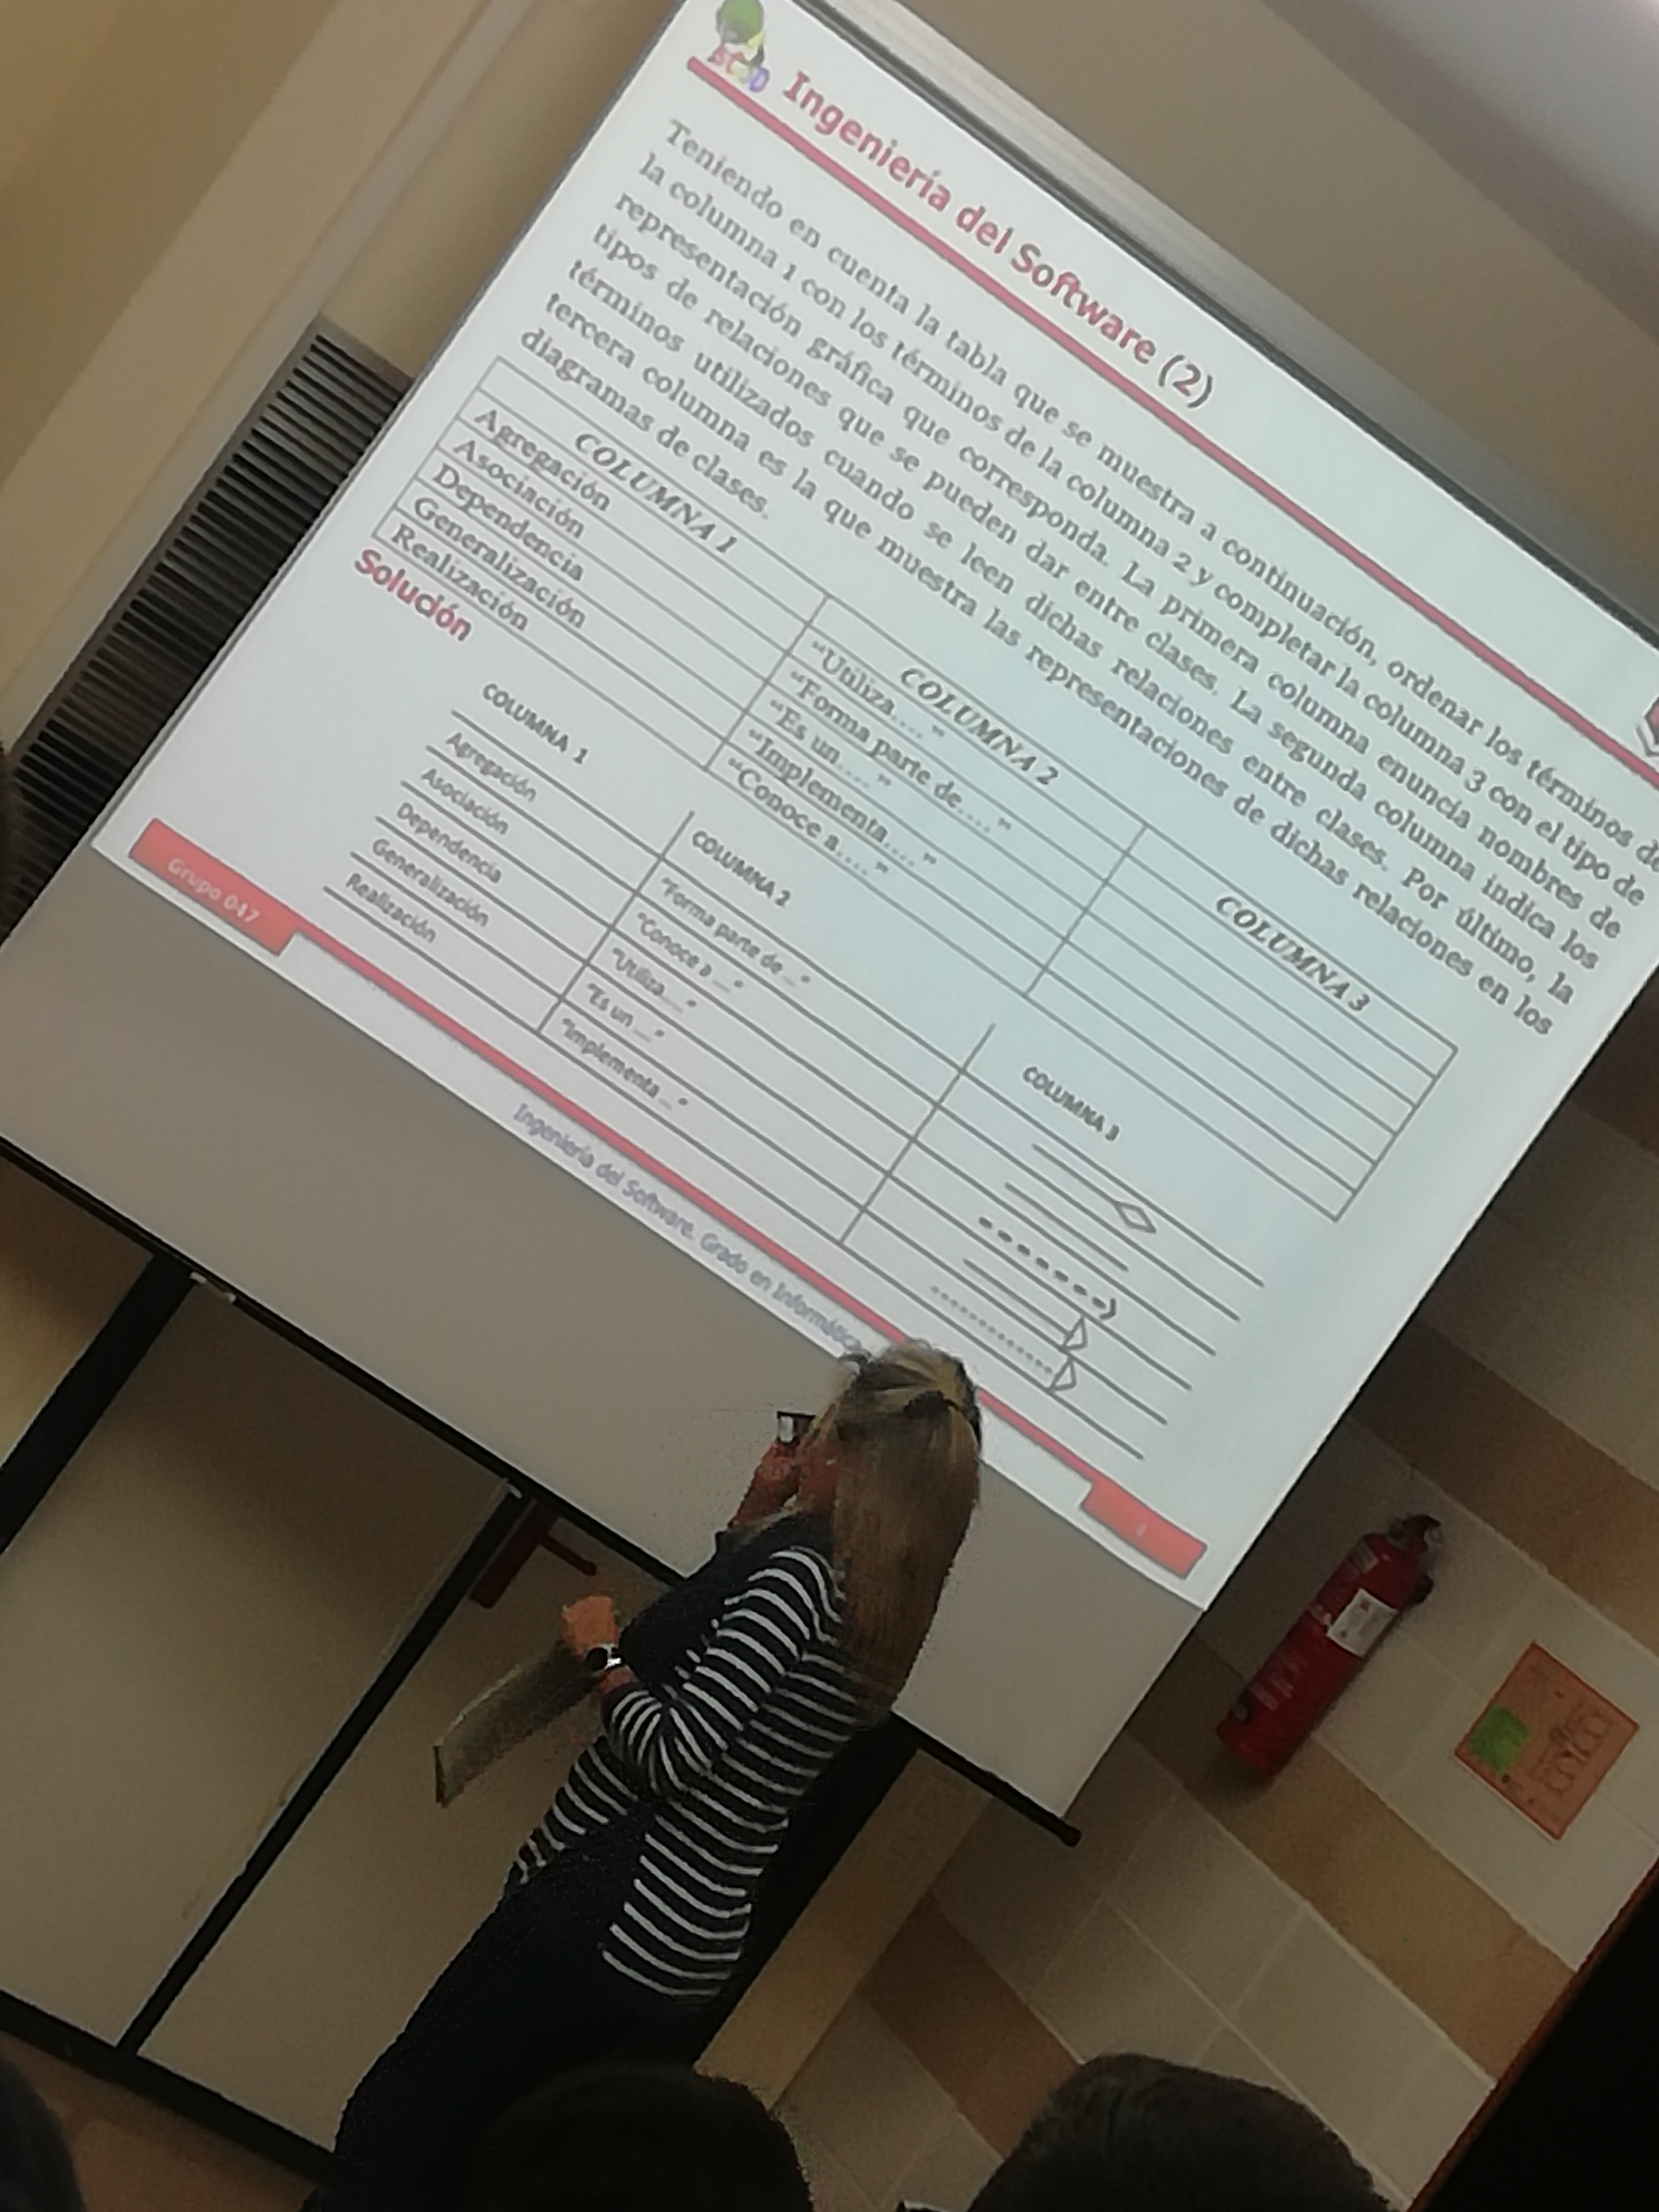 Ingeniería del Software (2)
Teniendo en cuenta la tabla que se muestra a continuación, ordenar los términos de
la columna 1 con los términos de la columna 2 y completar la columna 3 con el tipo de
representación gráfica que corresponda. La primera columna enuncia nombres de
tipos de relaciones que se pueden dar entre clases. La segunda columna indica los
términos utilizados cuando se leen dichas relaciones entre clases. Por último, la
tercera columna es la que muestra las representaciones de dichas relaciones en los
diagramas de clases.
COLUMNA 1 COLUMNA 2 COLUMNA 3
Agregación "Utiliza...."
Asociación "Forma parte de...."
Dependencia "Es un...."
Generalización "Implementa...."
Realización "Conoce a...."
Solución
COLUMNA 1 COLUMNA 2 COLUMNA 3
Agregación "Forma parte de..."
Asociación "Conoce a ..."
Dependencia "Utiliza...."
Generalización "Es un ...."
Realización "Implementa ..."
Grupo 047 Ingeniería del Software. Grado en Informática 4